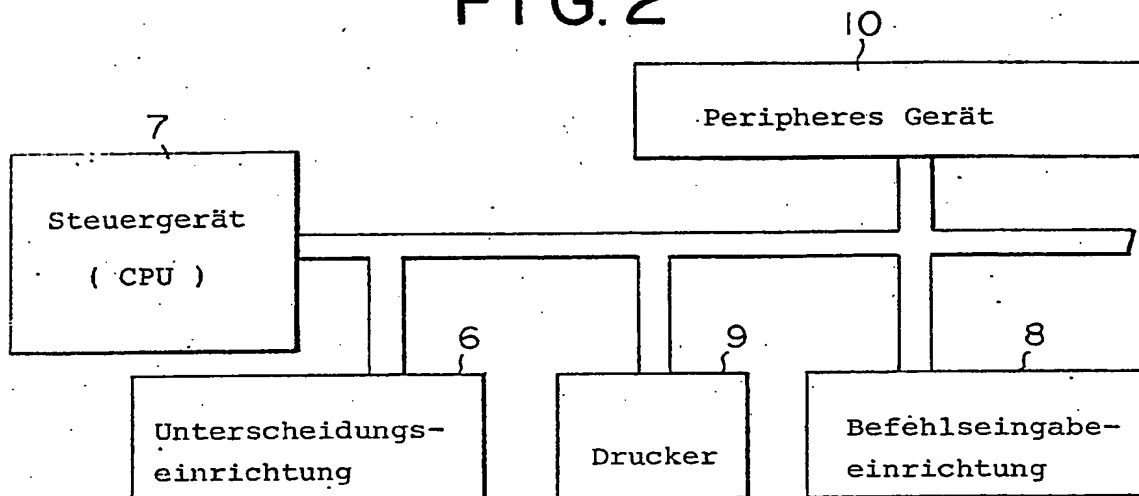 FIG. 2
10
Peripheres Gerät
7
Steuergerät
( CPU )
6
9
8
Unterscheidungs-
einrichtung
Drucker
Befehlseingabe-
einrichtung